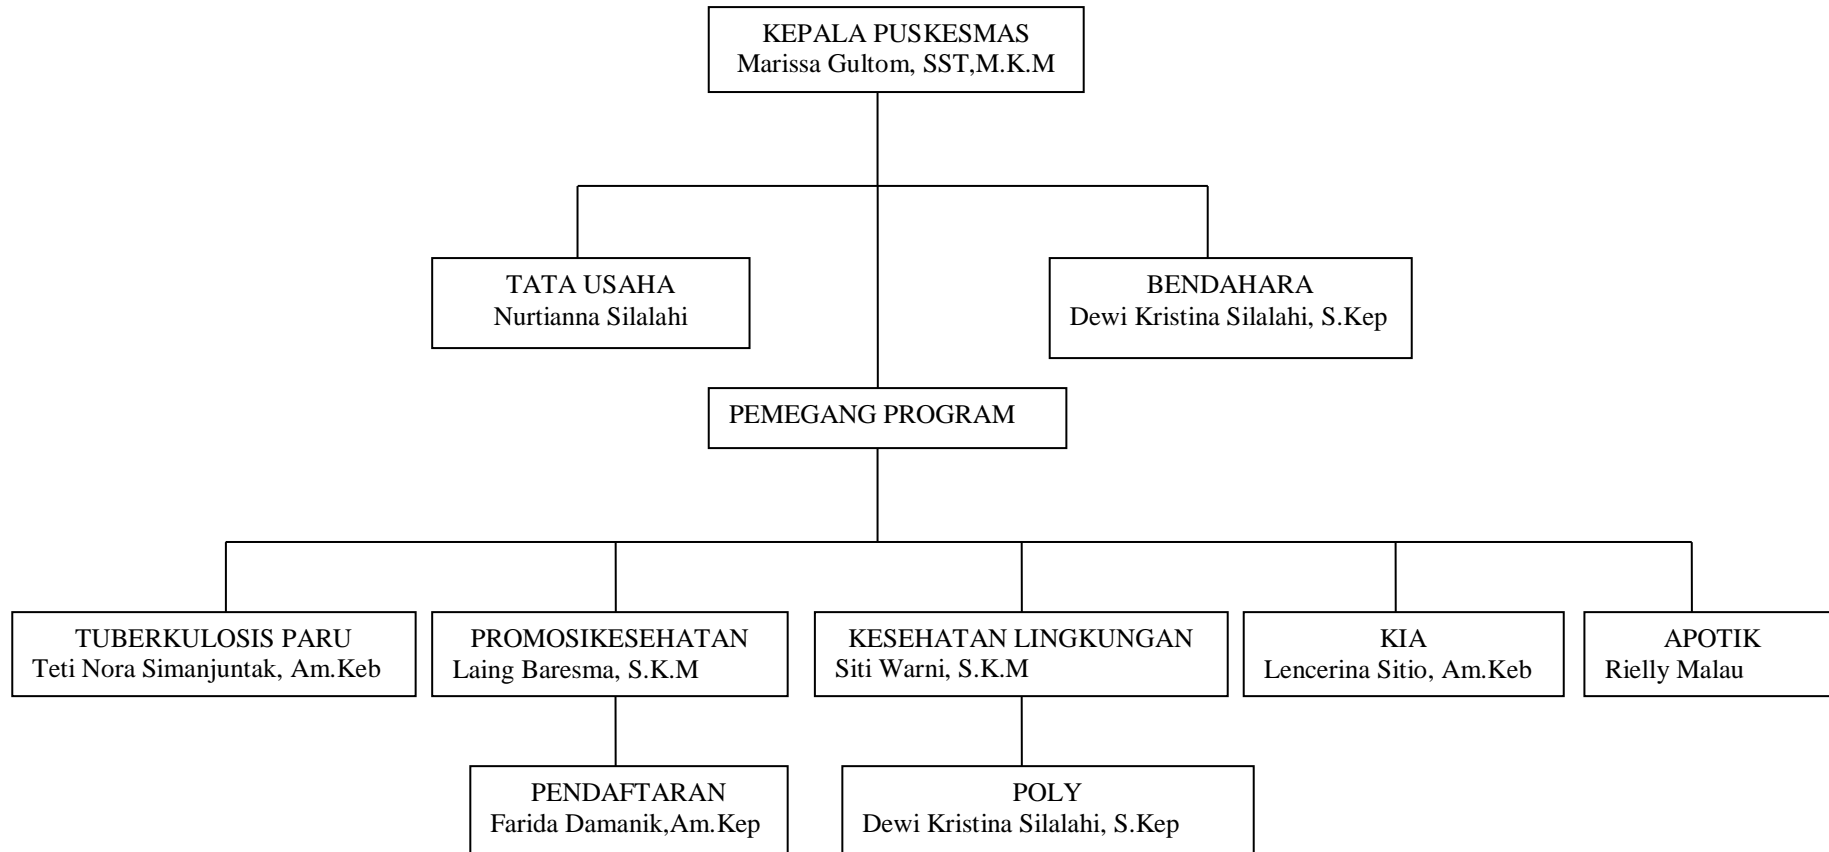 KEPALA PUSKESMAS
Marissa Gultom, SST,M.K.M
TATA USAHA
Nurtianna Silalahi
BENDAHARA
Dewi Kristina Silalahi, S.Kep
PEMEGANG PROGRAM
TUBERKULOSIS PARU
Teti Nora Simanjuntak, Am.Keb
PROMOSIKESEHATAN
Laing Baresma, S.K.M
KESEHATAN LINGKUNGAN
Siti Warni, S.K.M
KIA
Lencerina Sitio, Am.Keb
APOTIK
Rielly Malau
PENDAFTARAN
Farida Damanik,Am.Kep
POLY
Dewi Kristina Silalahi, S.Kep